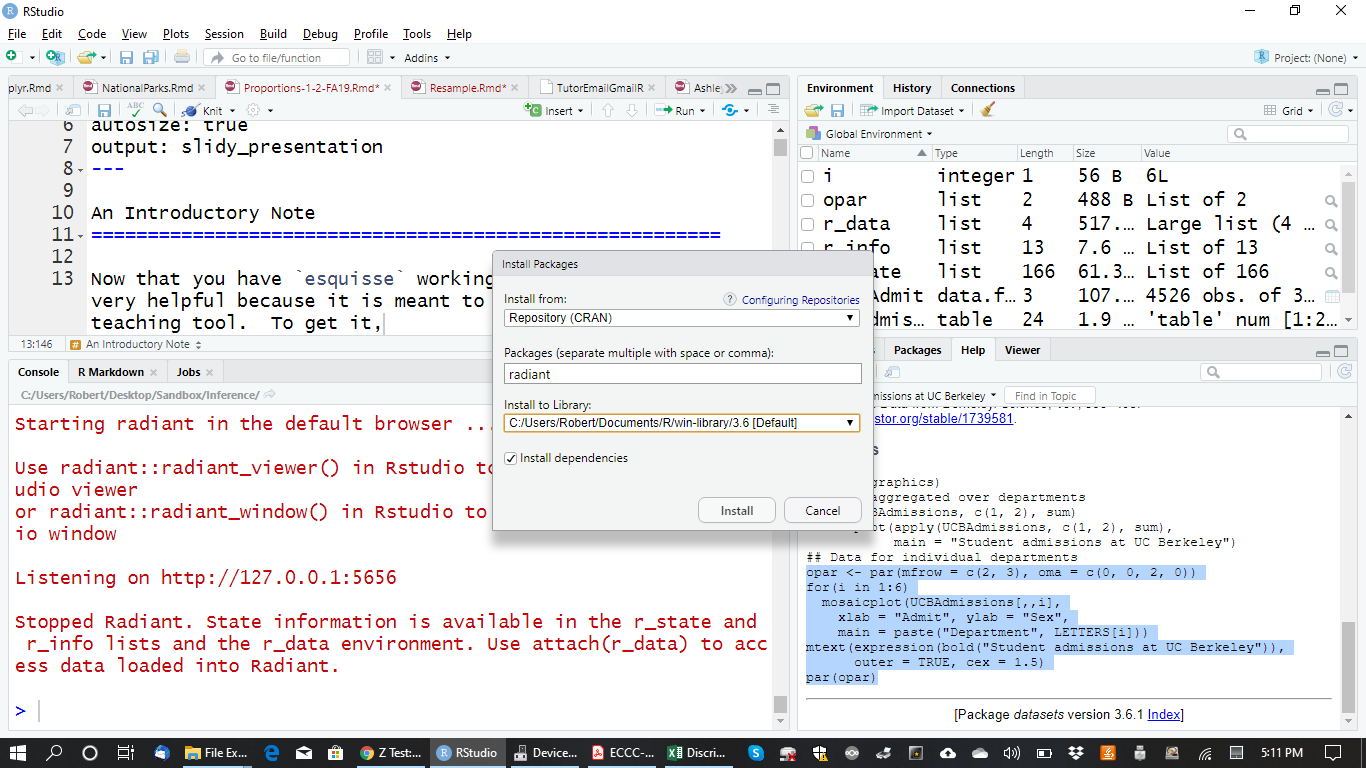 RStudio
File Edit Code View Plots Session Build Debug Profile Tools Help
Go to file/function Addins Project: (None)
plyr.Rmd NationalParks.Rmd Proportions-1-2-FA19.Rmd* Resample.Rmd* TutorEmailGmailR Ashle
ABC Knit Insert Run
6 autosize: true
7 output: slidy_presentation
8 ---
9
10 An Introductory Note
11 ========================================================
12
13 Now that you have `esquisse` working
very helpful because it is meant to
teaching tool. To get it,
13:146 # An Introductory Note
Console R Markdown Jobs
C:/Users/Robert/Desktop/Sandbox/Inference/
Starting radiant in the default browser ...
Use radiant::radiant_viewer() in Rstudio to
udio viewer
or radiant::radiant_window() in Rstudio to
io window
Listening on http://127.0.0.1:5656
Stopped Radiant. State information is available in the r_state and
r_info lists and the r_data environment. Use attach(r_data) to acc
ess data loaded into Radiant.
>
Install Packages
Install from: ? Configuring Repositories
Repository (CRAN)
Packages (separate multiple with space or comma):
radiant
Install to Library:
C:/Users/Robert/Documents/R/win-library/3.6 [Default]
Install dependencies
Install Cancel
Environment History Connections
Import Dataset Grid
Global Environment
Name Type Length Size Value
i integer 1 56 B 6L
opar list 2 488 B List of 2
r_data list 4 517.… Large list (4 …
r_info list 13 7.6 … List of 13
ate list 166 61.3… List of 166
Admit data.f… 3 107.… 4526 obs. of 3…
dmis… table 24 1.9 … 'table' num [1:2…
Packages Help Viewer
missions at UC Berkeley Find in Topic
stor.org/stable/1739581.
s
graphics)
aggregated over departments
BAdmissions, c(1, 2), sum)
ot(apply(UCBAdmissions, c(1, 2), sum),
main = "Student admissions at UC Berkeley")
## Data for individual departments
opar <- par(mfrow = c(2, 3), oma = c(0, 0, 2, 0))
for(i in 1:6)
mosaicplot(UCBAdmissions[,,i],
xlab = "Admit", ylab = "Sex",
main = paste("Department", LETTERS[i]))
mtext(expression(bold("Student admissions at UC Berkeley")),
outer = TRUE, cex = 1.5)
par(opar)
[Package datasets version 3.6.1 Index]
File Ex... Z Test:... RStudio Device... ECCC-... Discri... 5:11 PM